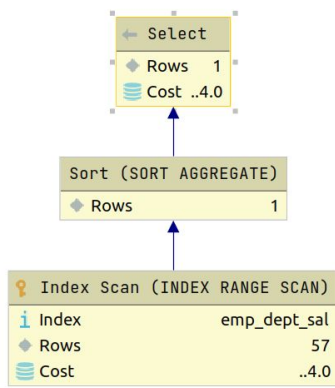 Select
Rows 1
Cost ..4.0
Sort (SORT AGGREGATE)
Rows 1
Index Scan (INDEX RANGE SCAN)
i Index emp_dept_sal
Rows 57
Cost ..4.0